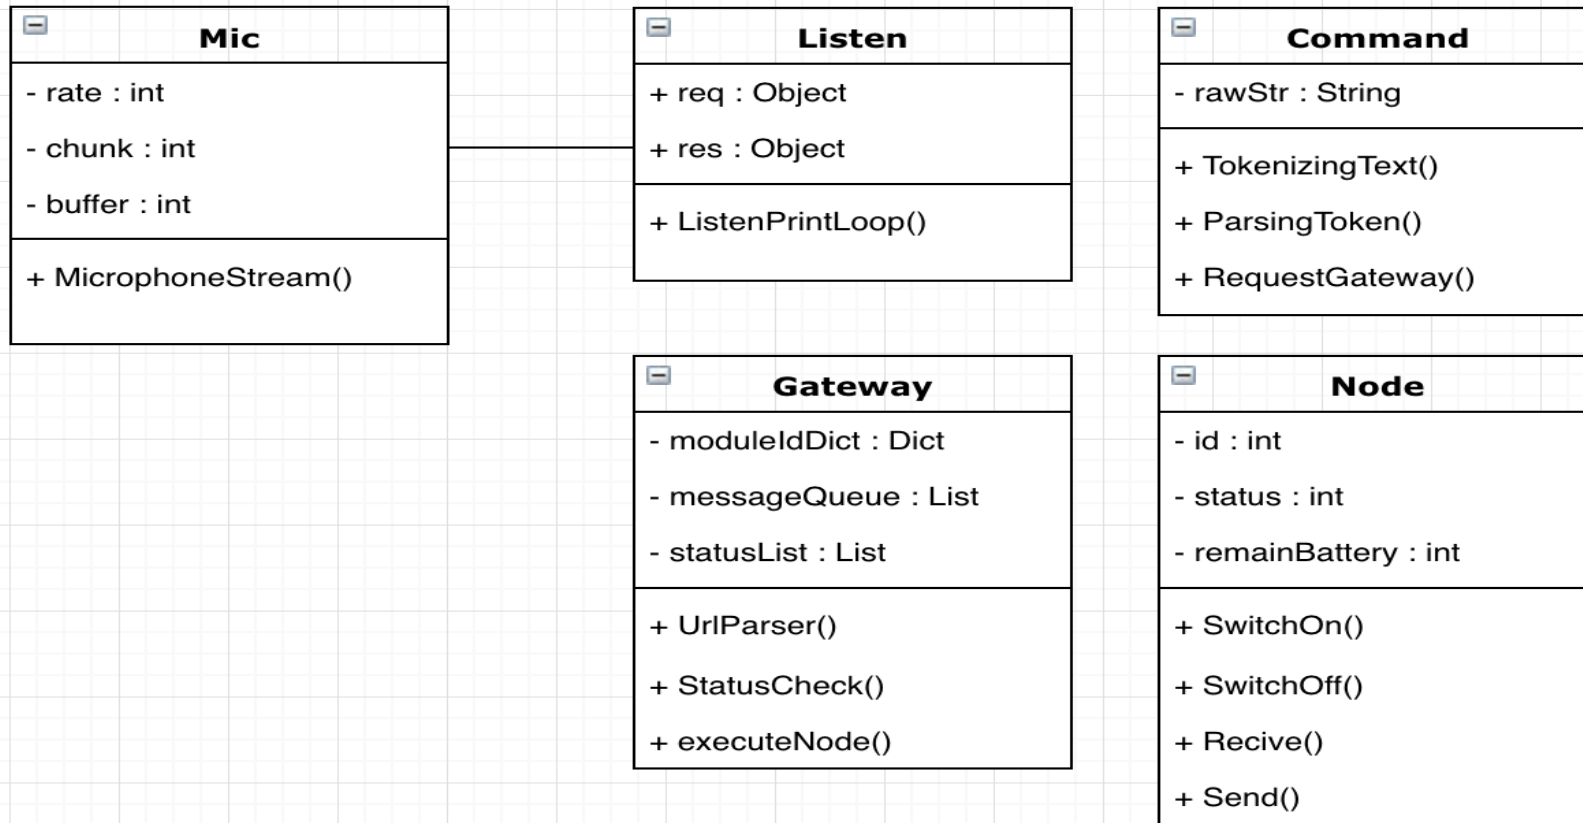 Mic
- rate : int
- chunk : int
- buffer : int
+ MicrophoneStream()
Listen
+ req : Object
+ res : Object
+ ListenPrintLoop()
Command
- rawStr : String
+ TokenizingText()
+ ParsingToken()
+ RequestGateway()
Gateway
- moduleIdDict : Dict
- messageQueue : List
- statusList : List
+ UrlParser()
+ StatusCheck()
+ executeNode()
Node
- id : int
- status : int
- remainBattery : int
+ SwitchOn()
+ SwitchOff()
+ Recive()
+ Send()